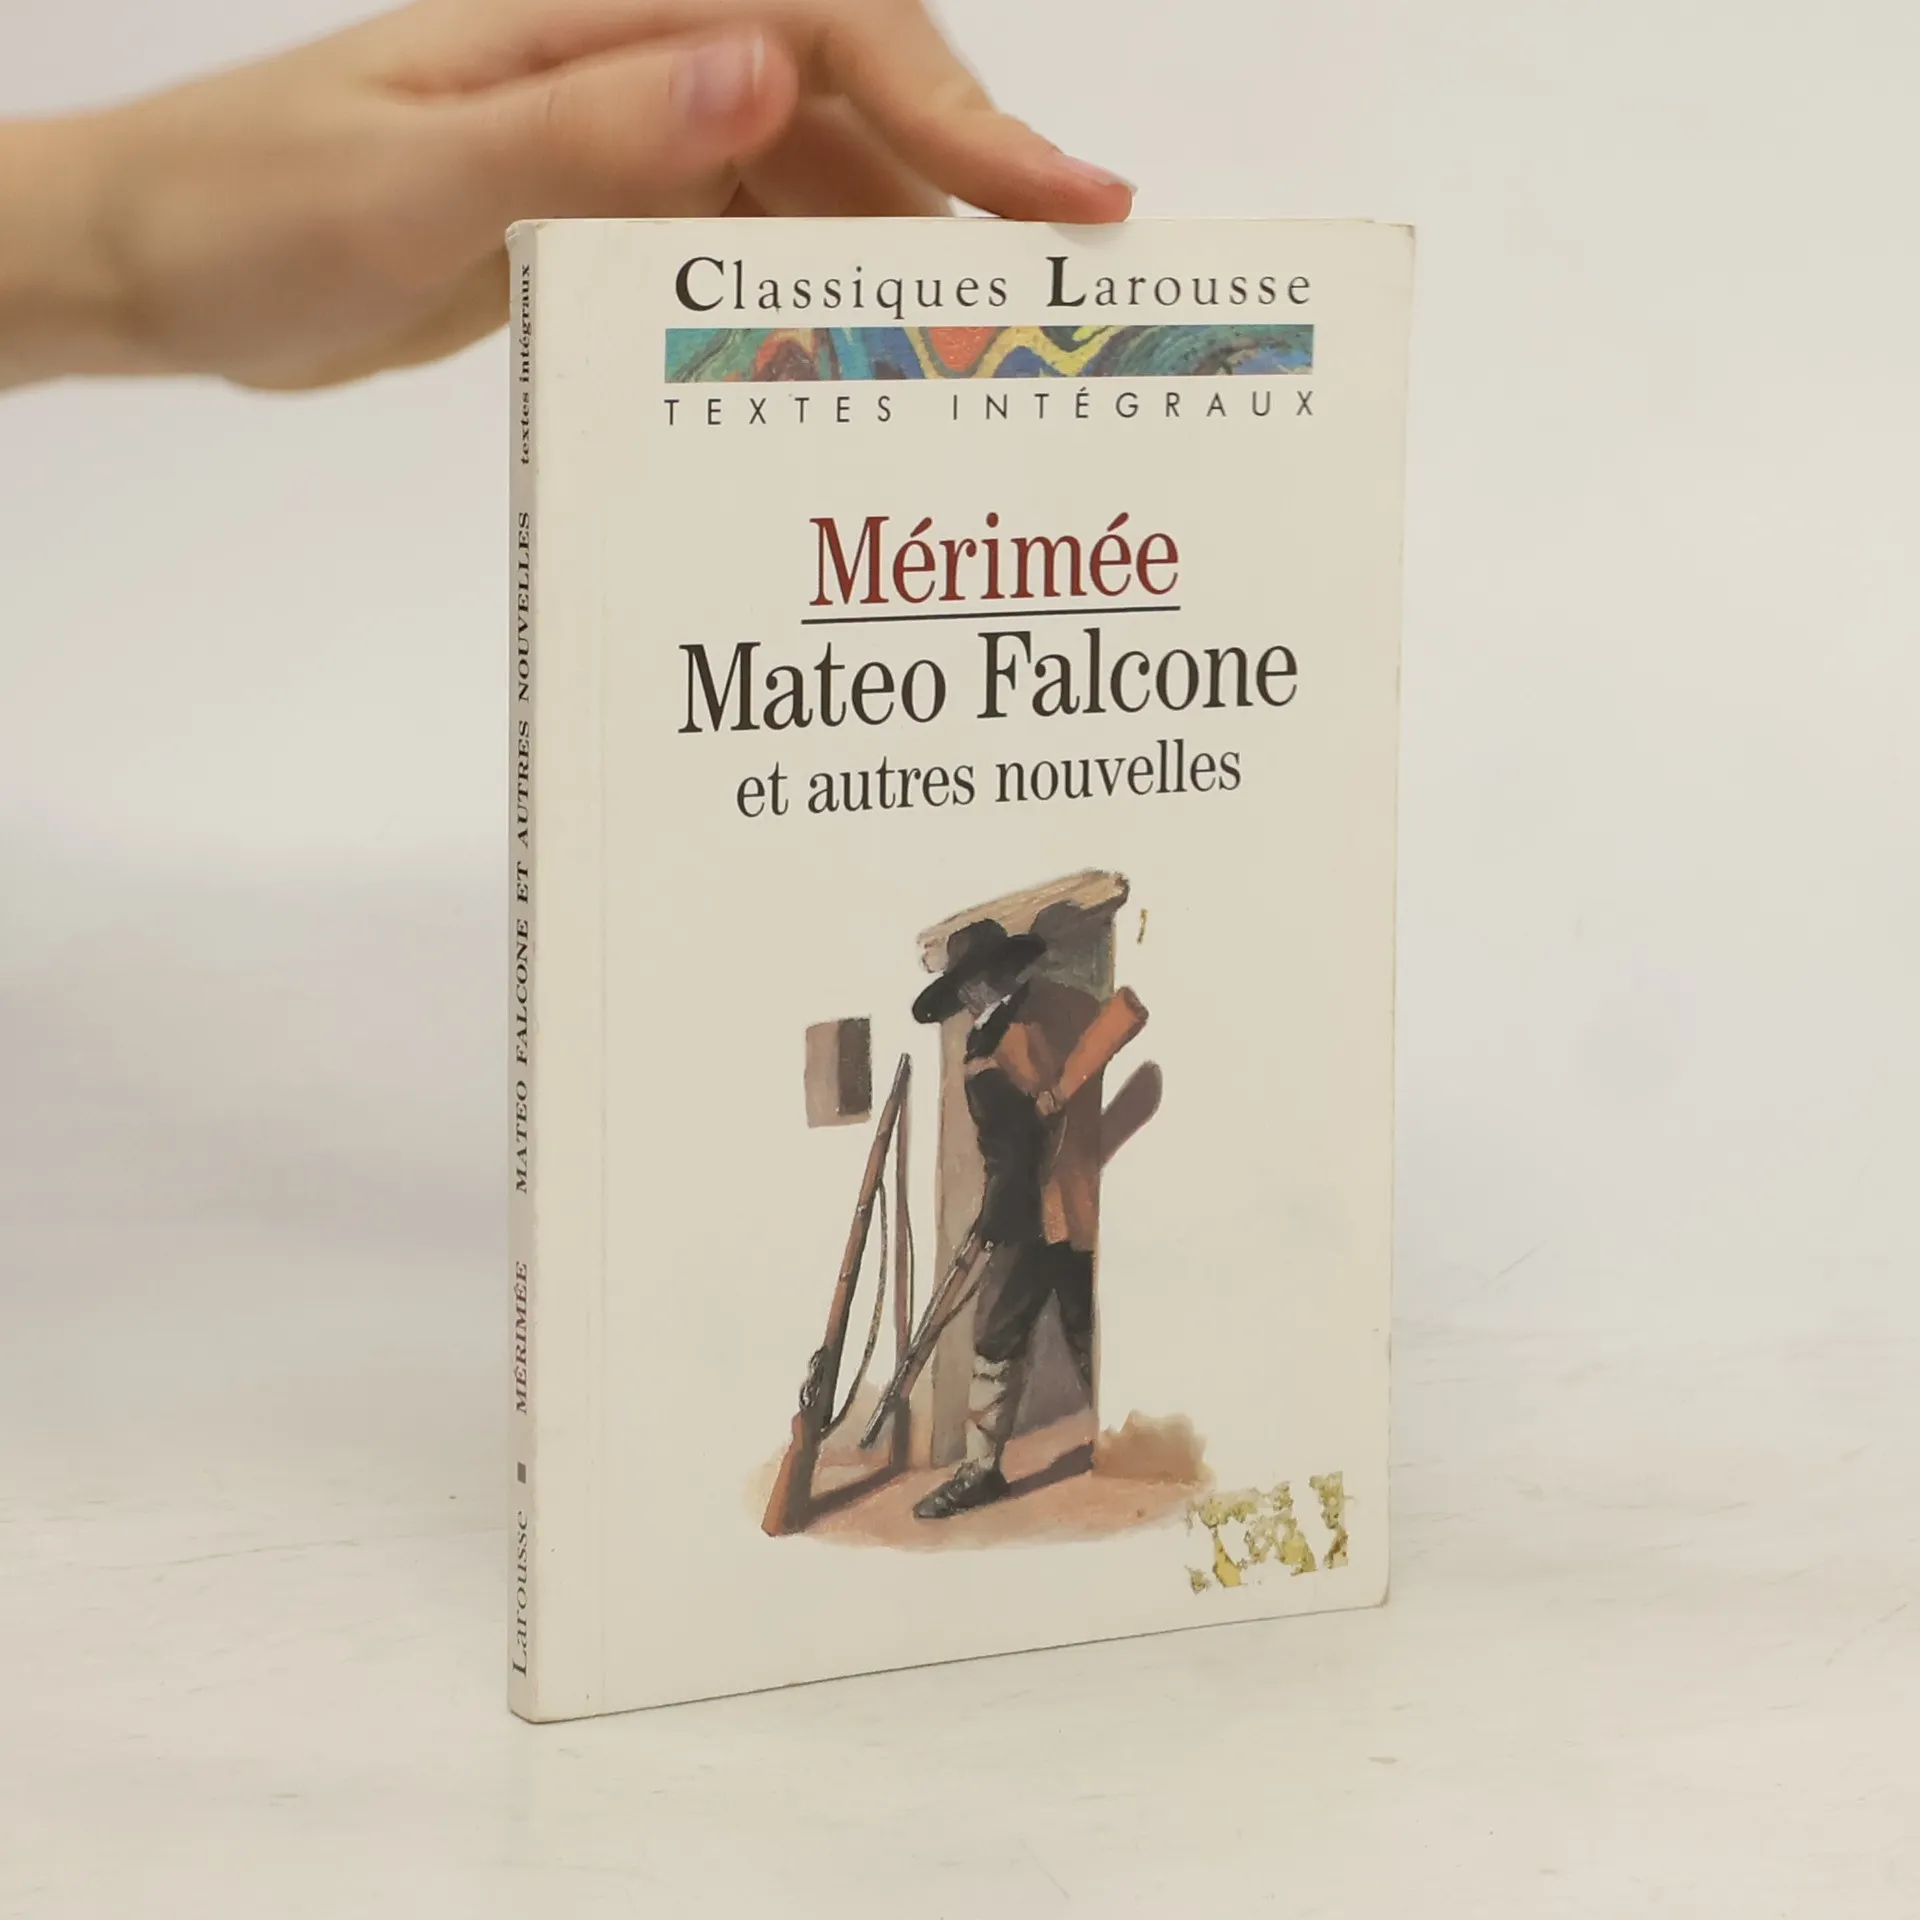 Classiques Larousse
TEXTES INTÉGRAUX
Mérimée
Mateo Falcone
et autres nouvelles
Larousse ▪ MÉRIMÉE MATEO FALCONE ET AUTRES NOUVELLES textes intégraux